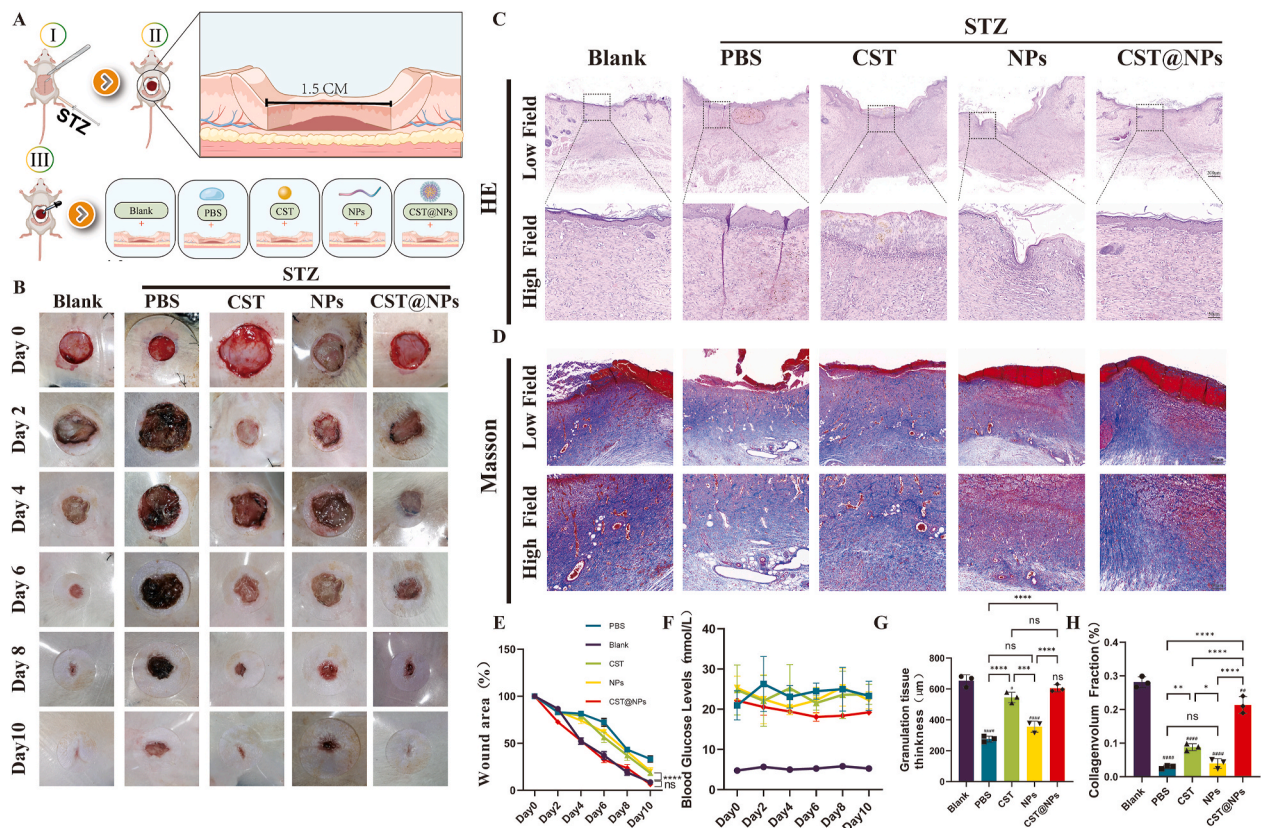 A
I
II
STZ
1.5 CM
III
Blank
+
PBS
+
CST
+
NPs
+
CST@NPs
+
B
STZ
Blank PBS CST NPs CST@NPs
Day 0
Day 2
Day 4
Day 6
Day 8
Day10
C
STZ
Blank PBS CST NPs CST@NPs
HE
Low Field
High Field
D
Masson
Low Field
High Field
E
Wound area (%)
100
50
0
Day0 Day2 Day4 Day6 Day8 Day10
PBS
Blank
CST
NPs
CST@NPs
****
ns
F
Blood Glucose Levels (mmol/L)
40
30
20
10
0
Day0 Day2 Day4 Day6 Day8 Day10
G
Granulation tissue
thinkness (um)
800
600
400
200
0
****
ns
ns
**** *** ****
#### * #### ns
Blank PBS CST NPs CST@NPs
H
Collagenvolum Fraction(%)
0.4
0.3
0.2
0.1
0.0
****
****
****
** *
ns
#### #### #### ##
Blank PBS CST NPs CST@NPs